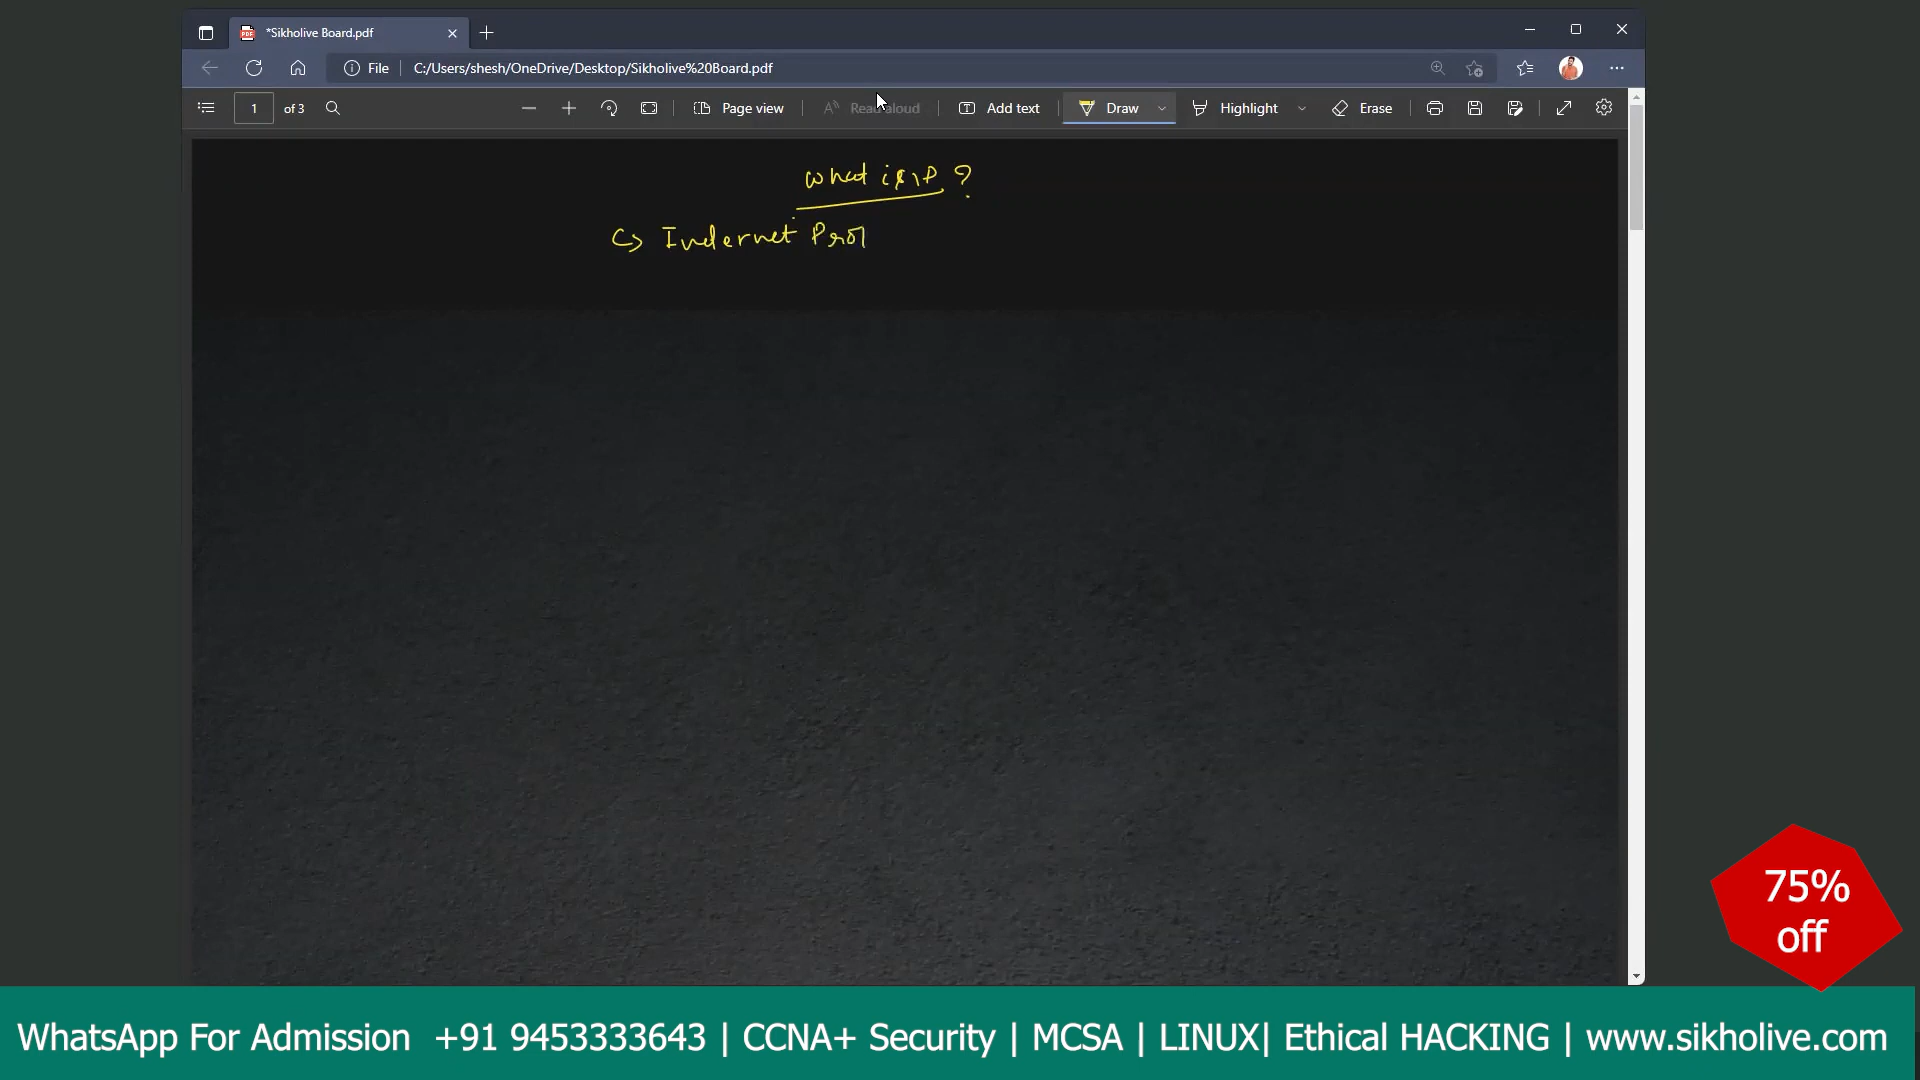 *Sikholive Board.pdf
File C:/Users/shesh/OneDrive/Desktop/Sikholive%20Board.pdf
1 of 3 Page view Read aloud Add text Draw Highlight Erase
What is IP ?
Internet Prot
75%
off
WhatsApp For Admission +91 9453333643 | CCNA+ Security | MCSA | LINUX| Ethical HACKING | www.sikholive.com